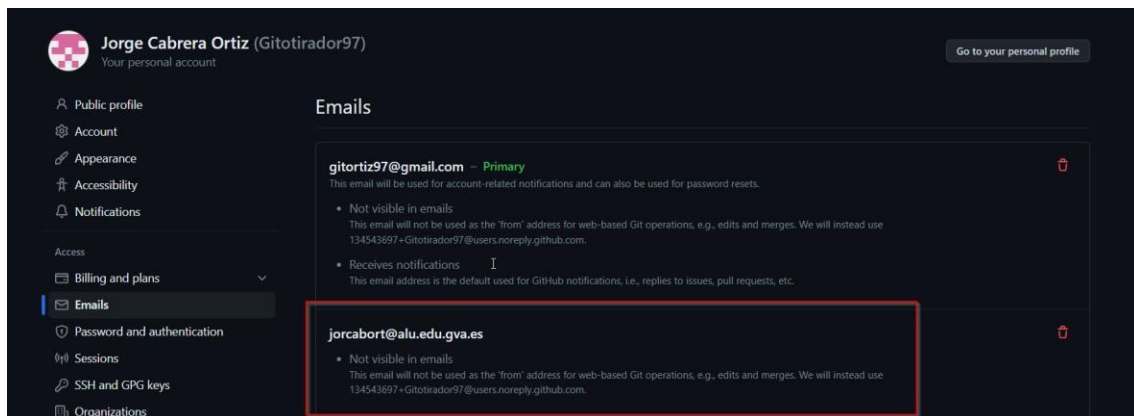 Jorge Cabrera Ortiz (Gitotirador97)
Your personal account
Go to your personal profile
Public profile
Account
Appearance
Accessibility
Notifications
Access
Billing and plans
Emails
Password and authentication
Sessions
SSH and GPG keys
Organizations
Emails
gitortiz97@gmail.com – Primary
This email will be used for account-related notifications and can also be used for password resets.
• Not visible in emails
This email will not be used as the 'from' address for web-based Git operations, e.g., edits and merges. We will instead use
134543697+Gitotirador97@users.noreply.github.com.
• Receives notifications
This email address is the default used for GitHub notifications, i.e., replies to issues, pull requests, etc.
jorcabort@alu.edu.gva.es
• Not visible in emails
This email will not be used as the 'from' address for web-based Git operations, e.g., edits and merges. We will instead use
134543697+Gitotirador97@users.noreply.github.com.